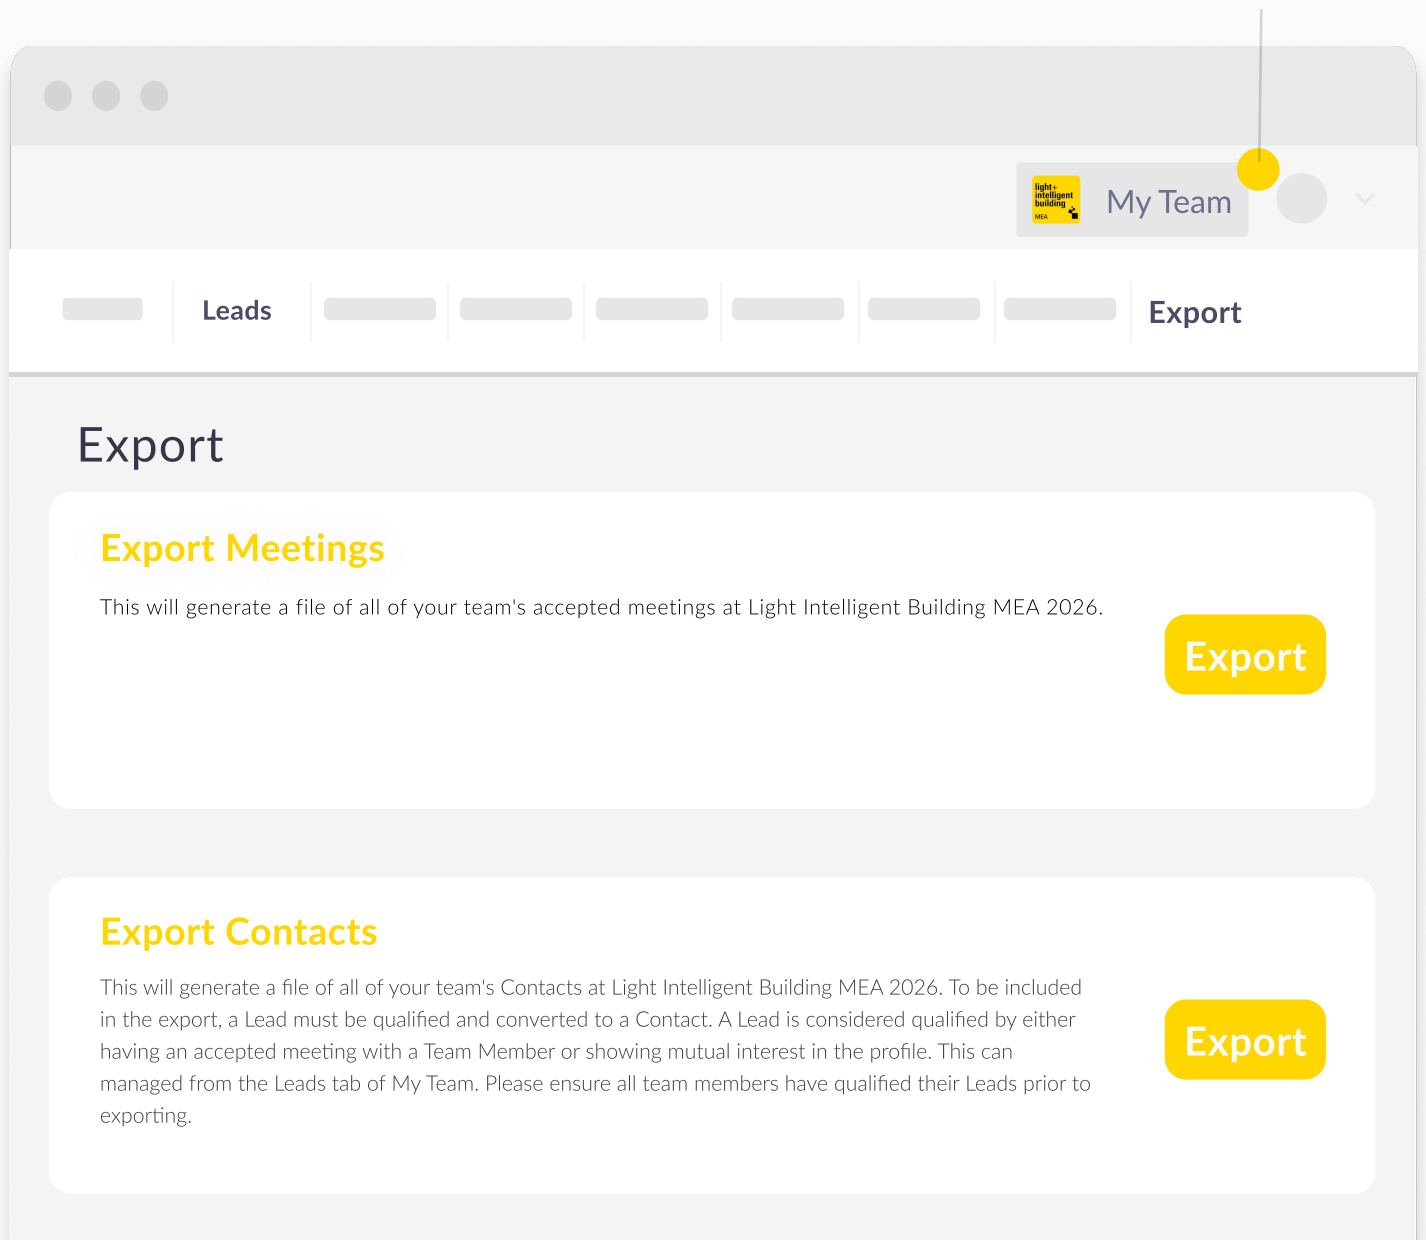 light+
intelligent
building
MEA
My Team
Leads
Export
Export
Export Meetings
This will generate a file of all of your team's accepted meetings at Light Intelligent Building MEA 2026.
Export
Export Contacts
This will generate a file of all of your team's Contacts at Light Intelligent Building MEA 2026. To be included
in the export, a Lead must be qualified and converted to a Contact. A Lead is considered qualified by either
having an accepted meeting with a Team Member or showing mutual interest in the profile. This can
managed from the Leads tab of My Team. Please ensure all team members have qualified their Leads prior to
exporting.
Export